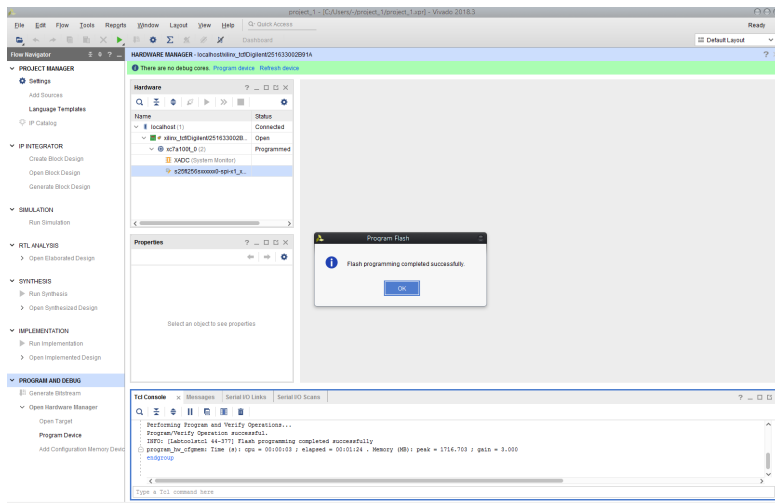 project_1 - [C:/Users/-/project_1/project_1.xpr] - Vivado 2018.3
File Edit Flow Tools Reports Window Layout View Help Quick Access
Ready
Dashboard
Default Layout
Flow Navigator
HARDWARE MANAGER - localhost/xilinx_tcf/Digilent/251633002B91A
There are no debug cores. Program device Refresh device
PROJECT MANAGER
Settings
Add Sources
Language Templates
IP Catalog
IP INTEGRATOR
Create Block Design
Open Block Design
Generate Block Design
SIMULATION
Run Simulation
RTL ANALYSIS
Open Elaborated Design
SYNTHESIS
Run Synthesis
Open Synthesized Design
IMPLEMENTATION
Run Implementation
Open Implemented Design
PROGRAM AND DEBUG
Generate Bitstream
Open Hardware Manager
Open Target
Program Device
Add Configuration Memory Devic
Hardware
Name Status
localhost (1) Connected
xilinx_tcf/Digilent/251633002B... Open
xc7a100t_0 (2) Programmed
XADC (System Monitor)
s25fl256sxxxxxx0-spi-x1_x...
Properties
Select an object to see properties
Program Flash
Flash programming completed successfully.
OK
Tcl Console Messages Serial I/O Links Serial I/O Scans
Performing Program and Verify Operations...
Program/Verify Operation successful.
INFO: [Labtoolstcl 44-377] Flash programming completed successfully
program_hw_cfgmem: Time (s): cpu = 00:00:03 ; elapsed = 00:01:24 . Memory (MB): peak = 1716.703 ; gain = 3.000
endgroup
Type a Tcl command here